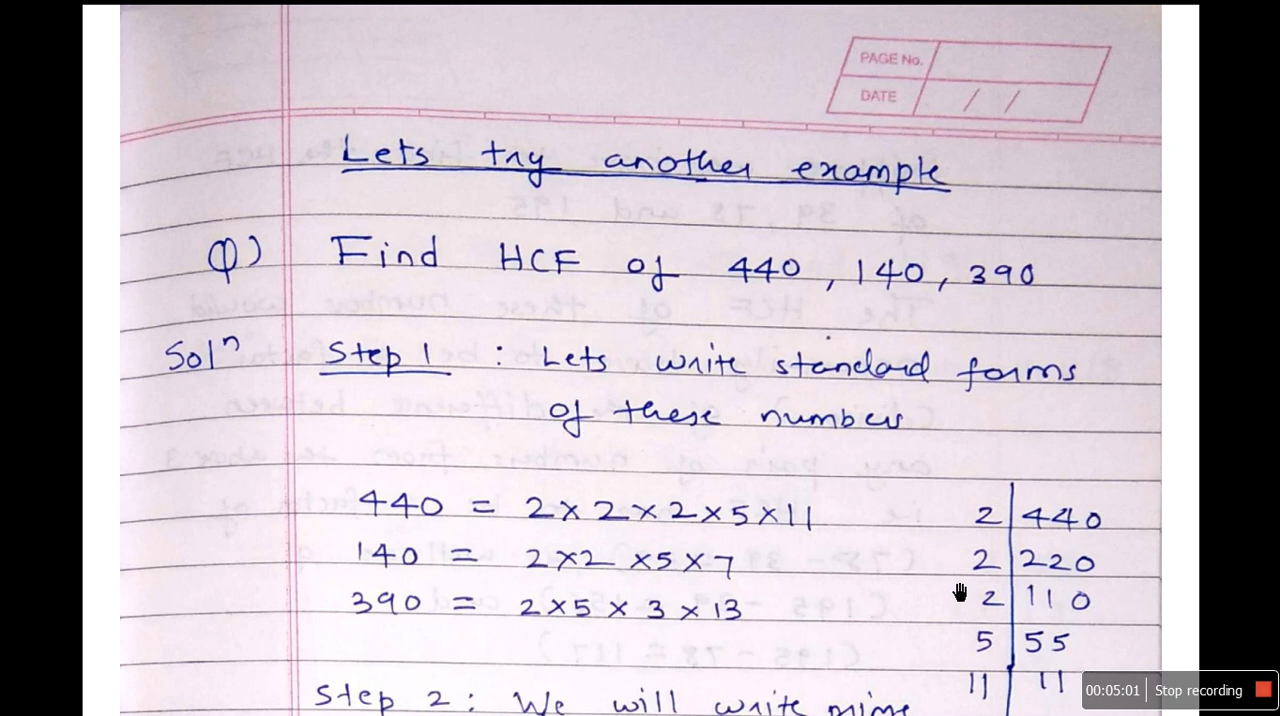 PAGE No.
DATE / /
Lets try another example
Q) Find HCF of 440, 140, 390
Solⁿ Step 1 : Lets write standard forms
of these numbers
440 = 2×2×2×5×11
140 = 2×2×5×7
390 = 2×5×3×13
2 | 440
2 | 220
2 | 110
5 | 55
11 | 11
Step 2: We will write prime
00:05:01 | Stop recording